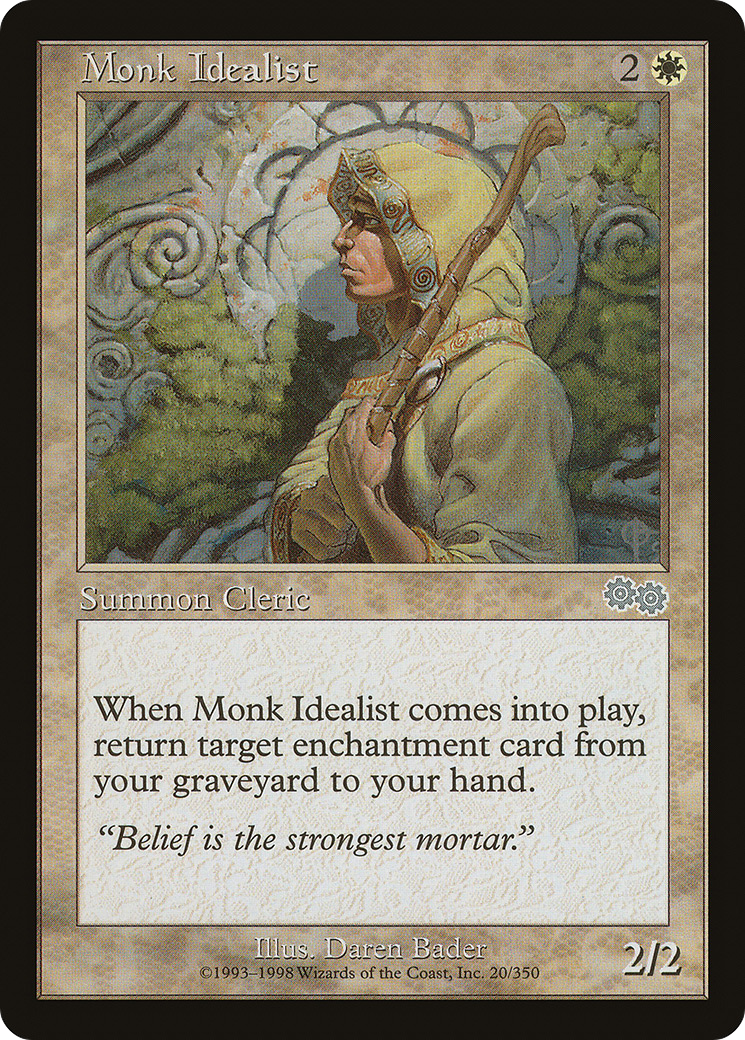 Monk Idealist 2
Summon Cleric
When Monk Idealist comes into play,
return target enchantment card from
your graveyard to your hand.
“Belief is the strongest mortar.”
Illus. Daren Bader
©1993–1998 Wizards of the Coast, Inc. 20/350
2/2